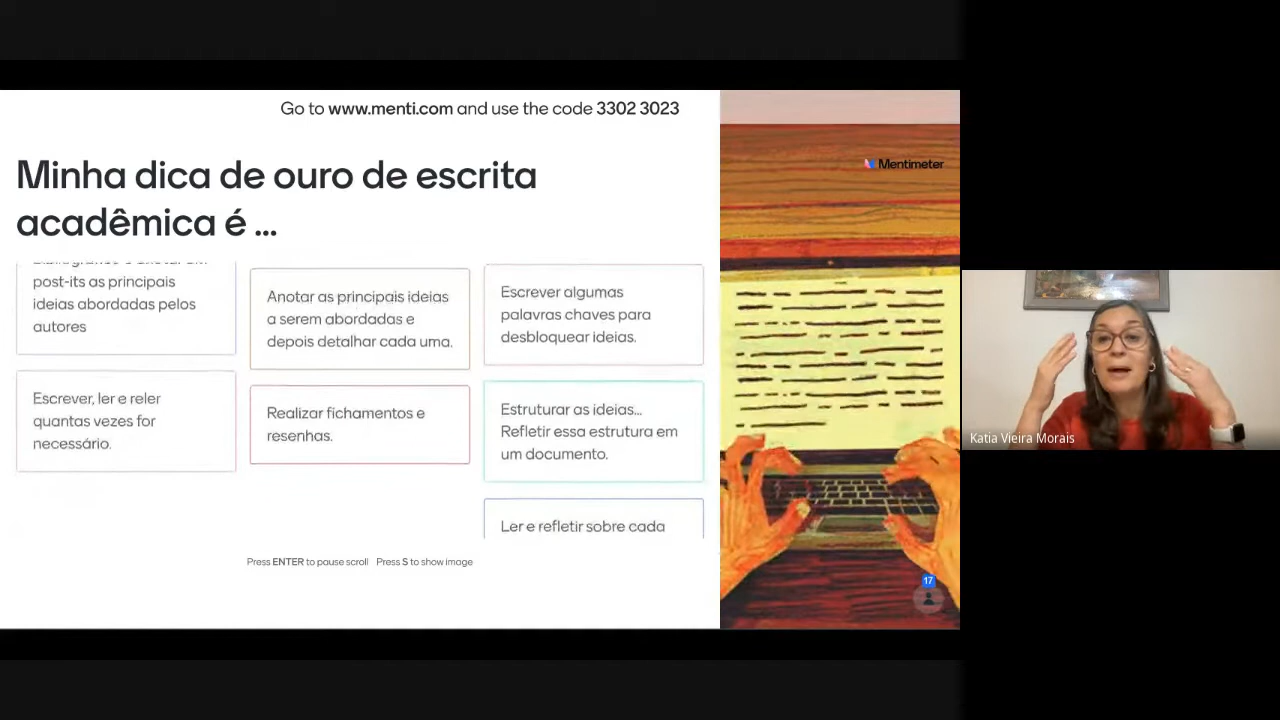 Go to www.menti.com and use the code 3302 3023
Mentimeter
Minha dica de ouro de escrita
acadêmica é ...
post-its as principais
ideias abordadas pelos
autores
Escrever, ler e reler
quantas vezes for
necessário.
Anotar as principais ideias
a serem abordadas e
depois detalhar cada uma.
Realizar fichamentos e
resenhas.
Escrever algumas
palavras chaves para
desbloquear ideias.
Estruturar as ideias...
Refletir essa estrutura em
um documento.
Ler e refletir sobre cada
Press ENTER to pause scroll Press S to show image
17
Katia Vieira Morais